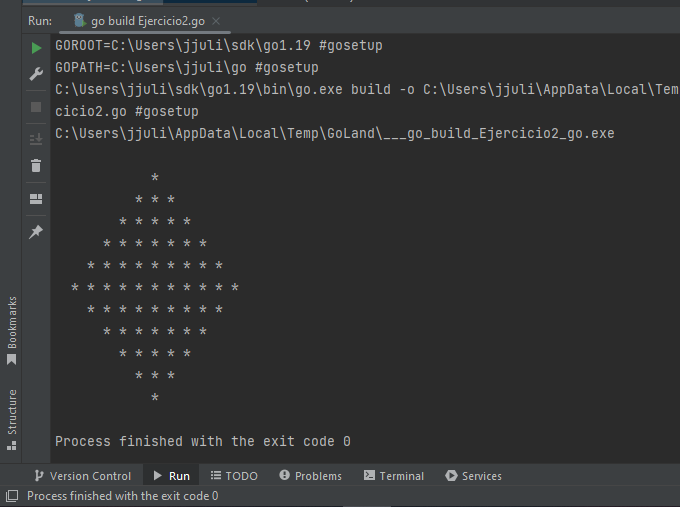 Run: go build Ejercicio2.go ×
GOROOT=C:\Users\jjuli\sdk\go1.19 #gosetup
GOPATH=C:\Users\jjuli\go #gosetup
C:\Users\jjuli\sdk\go1.19\bin\go.exe build -o C:\Users\jjuli\AppData\Local\Tem
cicio2.go #gosetup
C:\Users\jjuli\AppData\Local\Temp\GoLand\___go_build_Ejercicio2_go.exe
*
* * *
* * * * *
* * * * * * *
* * * * * * * * *
* * * * * * * * * * *
* * * * * * * * *
* * * * * * *
* * * * *
* * *
*
Process finished with the exit code 0
Bookmarks
Structure
Version Control Run TODO Problems Terminal Services
Process finished with the exit code 0